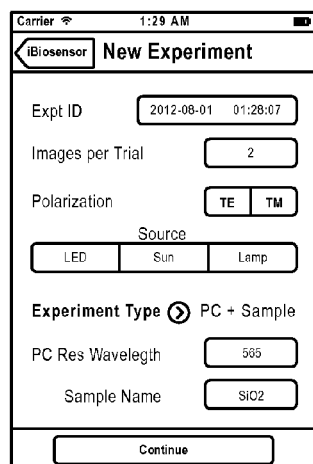 Carrier 1:29 AM
iBiosensor New Experiment
Expt ID 2012-08-01 01:28:07
Images per Trial 2
Polarization TE TM
Source
LED Sun Lamp
Experiment Type PC + Sample
PC Res Wavelegth 565
Sample Name SiO2
Continue